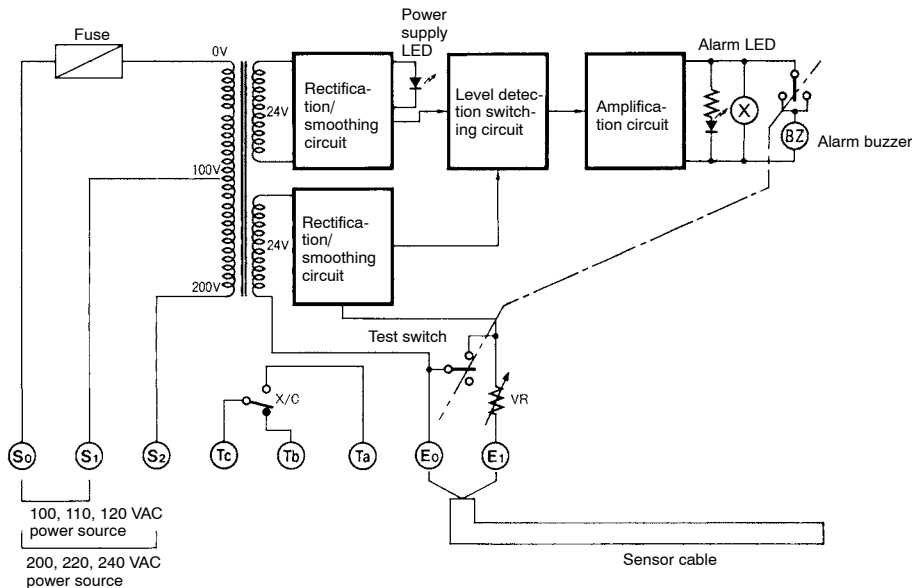 Fuse
0V
100V
200V
24V
24V
Rectifica-
tion/
smoothing
circuit
Power
supply
LED
Level detec-
tion switch-
ing circuit
Amplification
circuit
Alarm LED
X
BZ
Alarm buzzer
Rectifica-
tion/
smoothing
circuit
Test switch
VR
X/C
S0
S1
S2
Tc
Tb
Ta
E0
E1
100, 110, 120 VAC
power source
200, 220, 240 VAC
power source
Sensor cable